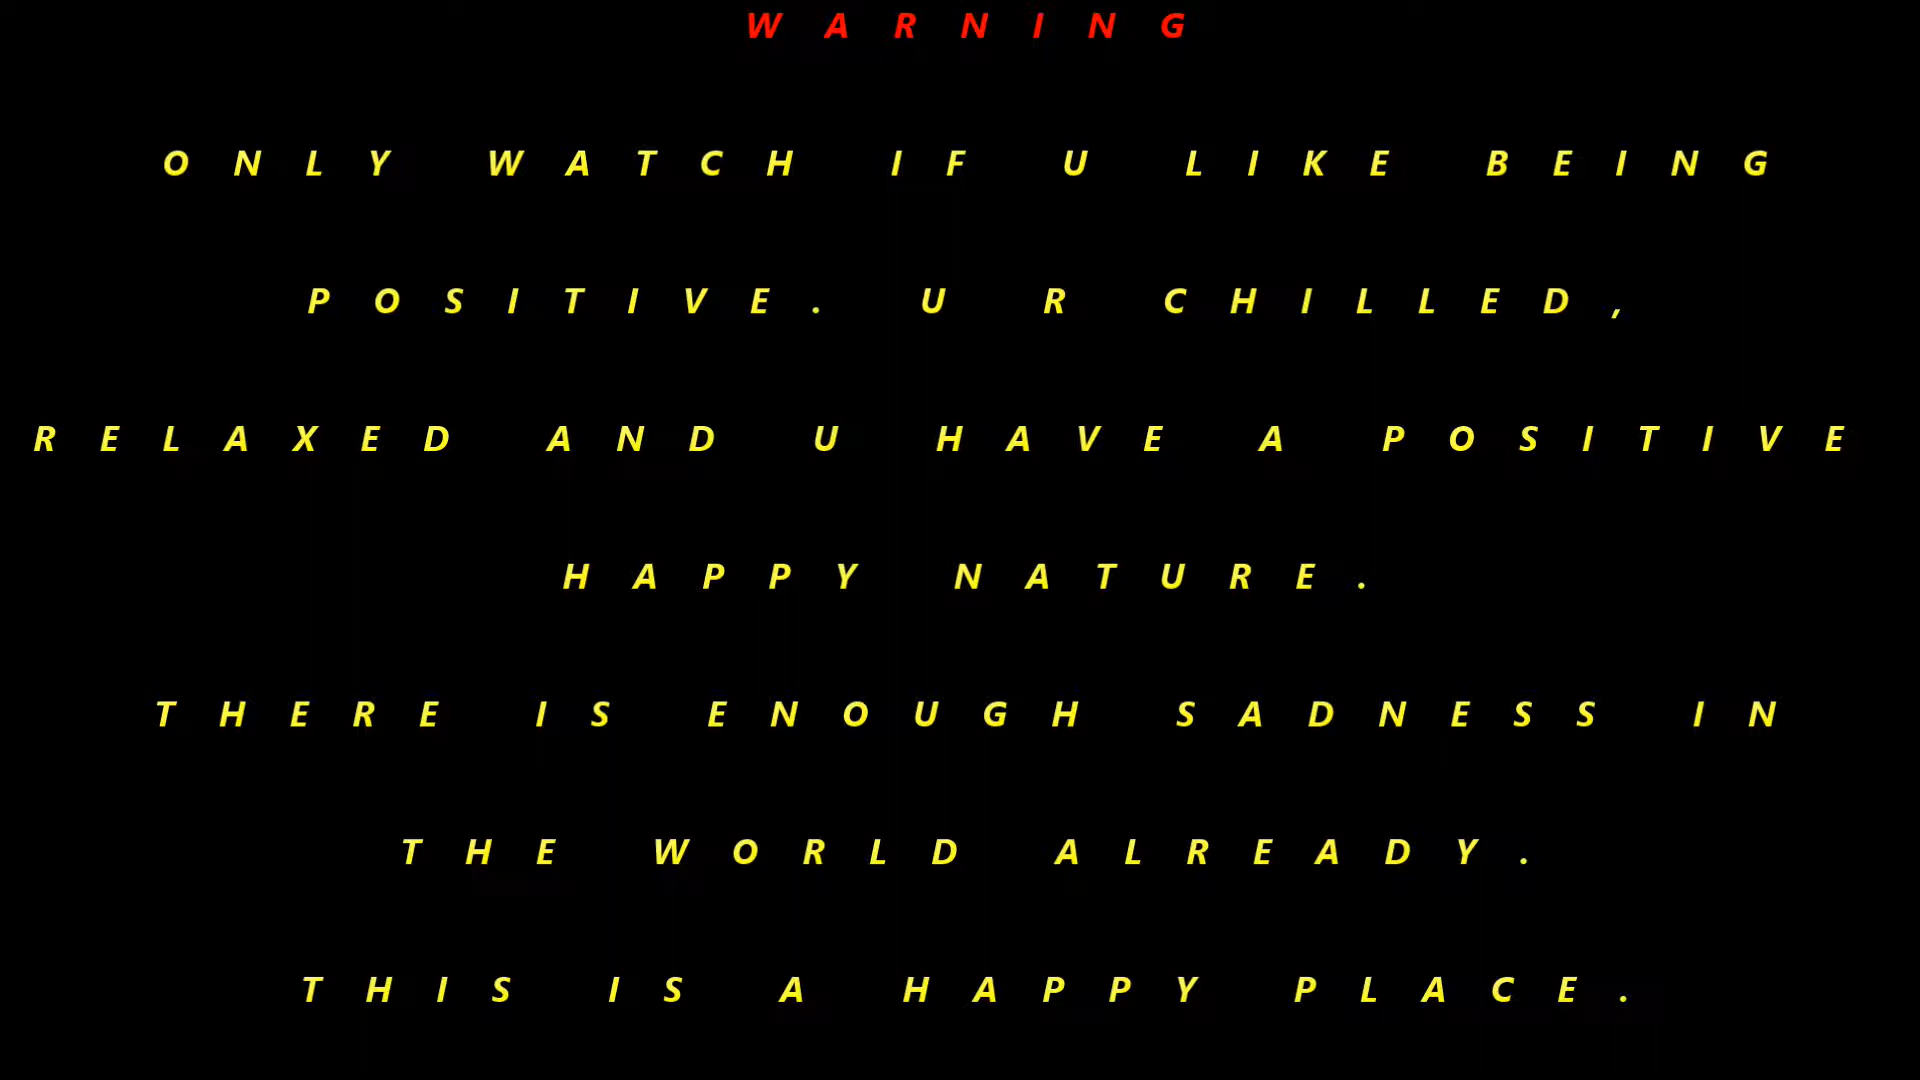 WARNING
ONLY WATCH IF U LIKE BEING
POSITIVE. U R CHILLED,
RELAXED AND U HAVE A POSITIVE
HAPPY NATURE.
THERE IS ENOUGH SADNESS IN
THE WORLD ALREADY.
THIS IS A HAPPY PLACE.